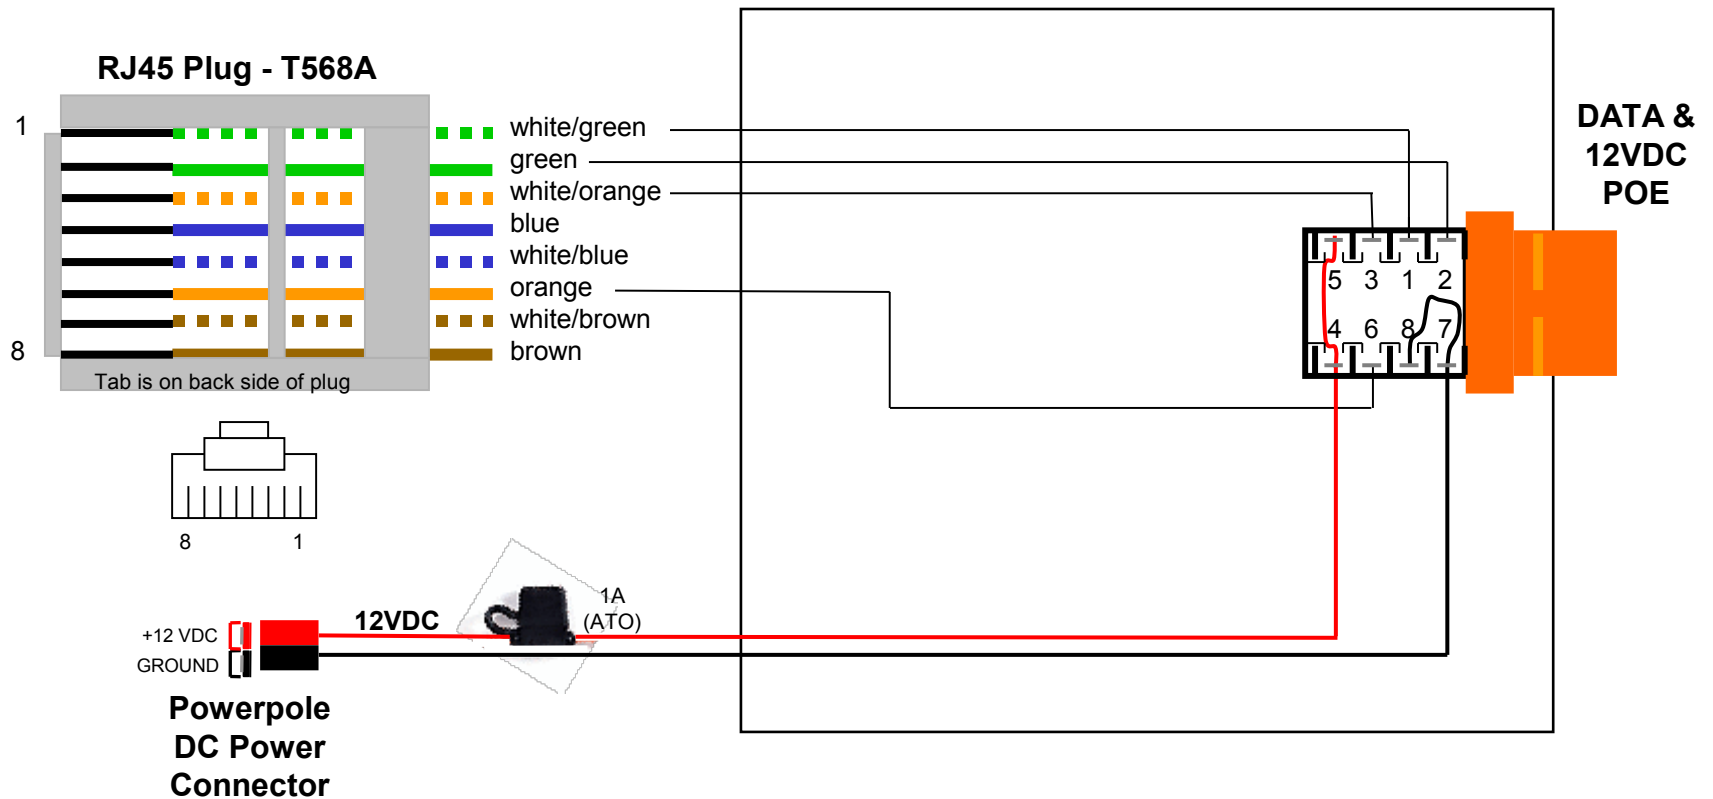 RJ45 Plug - T568A
1
8
white/green
green
white/orange
blue
white/blue
orange
white/brown
brown
Tab is on back side of plug
8 1
DATA &
12VDC
POE
5 3 1 2
4 6 8 7
12VDC
1A
(ATO)
+12 VDC
GROUND
Powerpole
DC Power
Connector